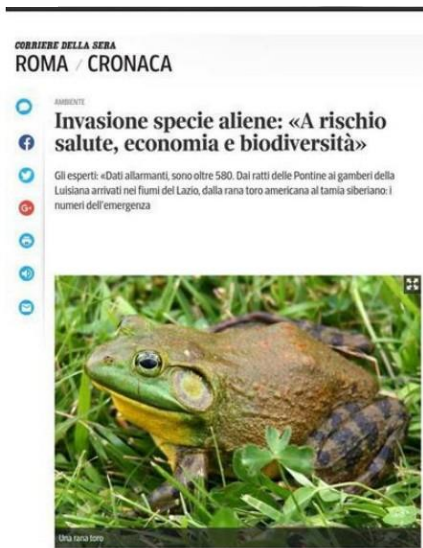 CORRIERE DELLA SERA
ROMA / CRONACA
AMBIENTE
Invasione specie aliene: «A rischio
salute, economia e biodiversità»
Gli esperti: «Dati allarmanti, sono oltre 580. Dai ratti delle Pontine ai gamberi della
Luisiana arrivati nei fiumi del Lazio, dalla rana toro americana al tamia siberiano: i
numeri dell'emergenza
G+
Una rana toro